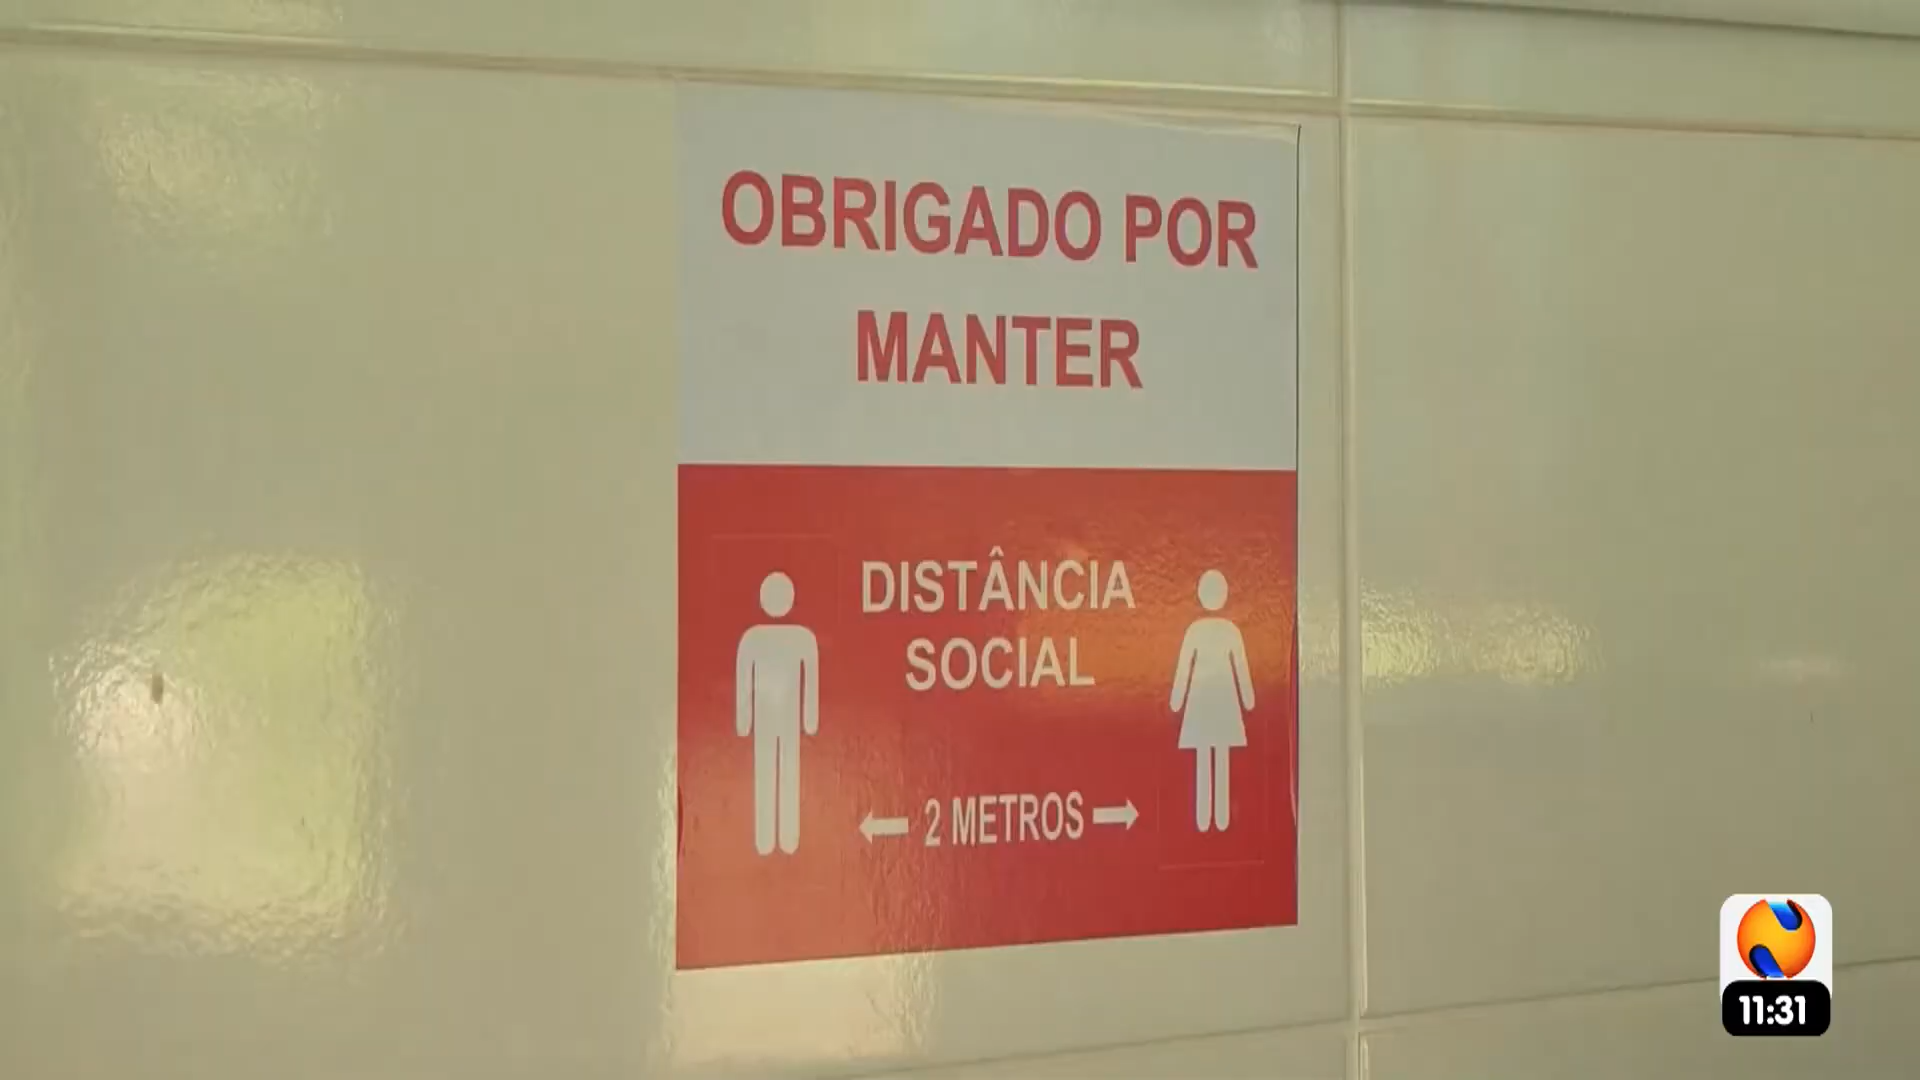 OBRIGADO POR
MANTER
DISTÂNCIA
SOCIAL
2 METROS
11:31